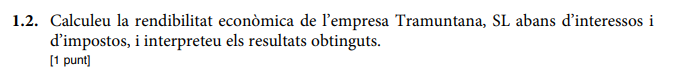 1.2. Calculeu la rendibilitat econòmica de l’empresa Tramuntana, SL abans d’interessos i
d’impostos, i interpreteu els resultats obtinguts.
[1 punt]